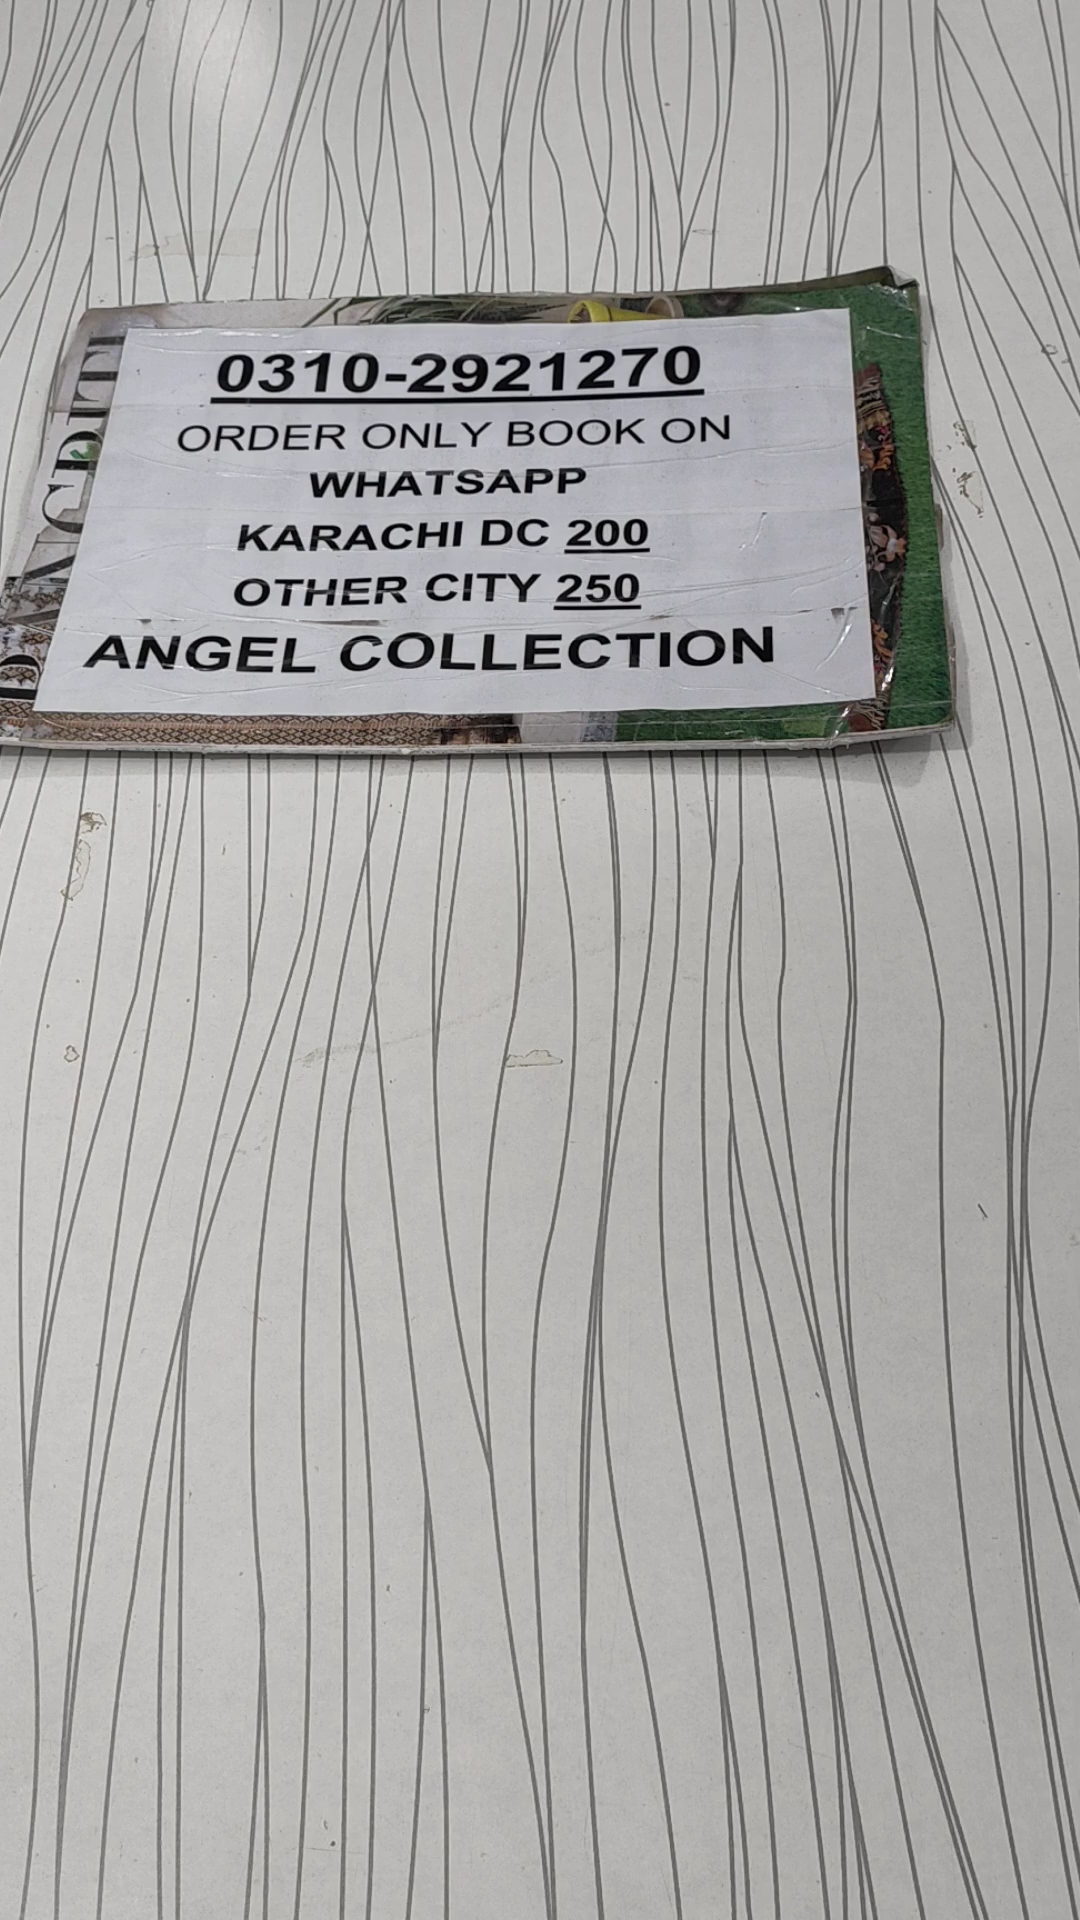 0310-2921270
ORDER ONLY BOOK ON
WHATSAPP
KARACHI DC 200
OTHER CITY 250
ANGEL COLLECTION